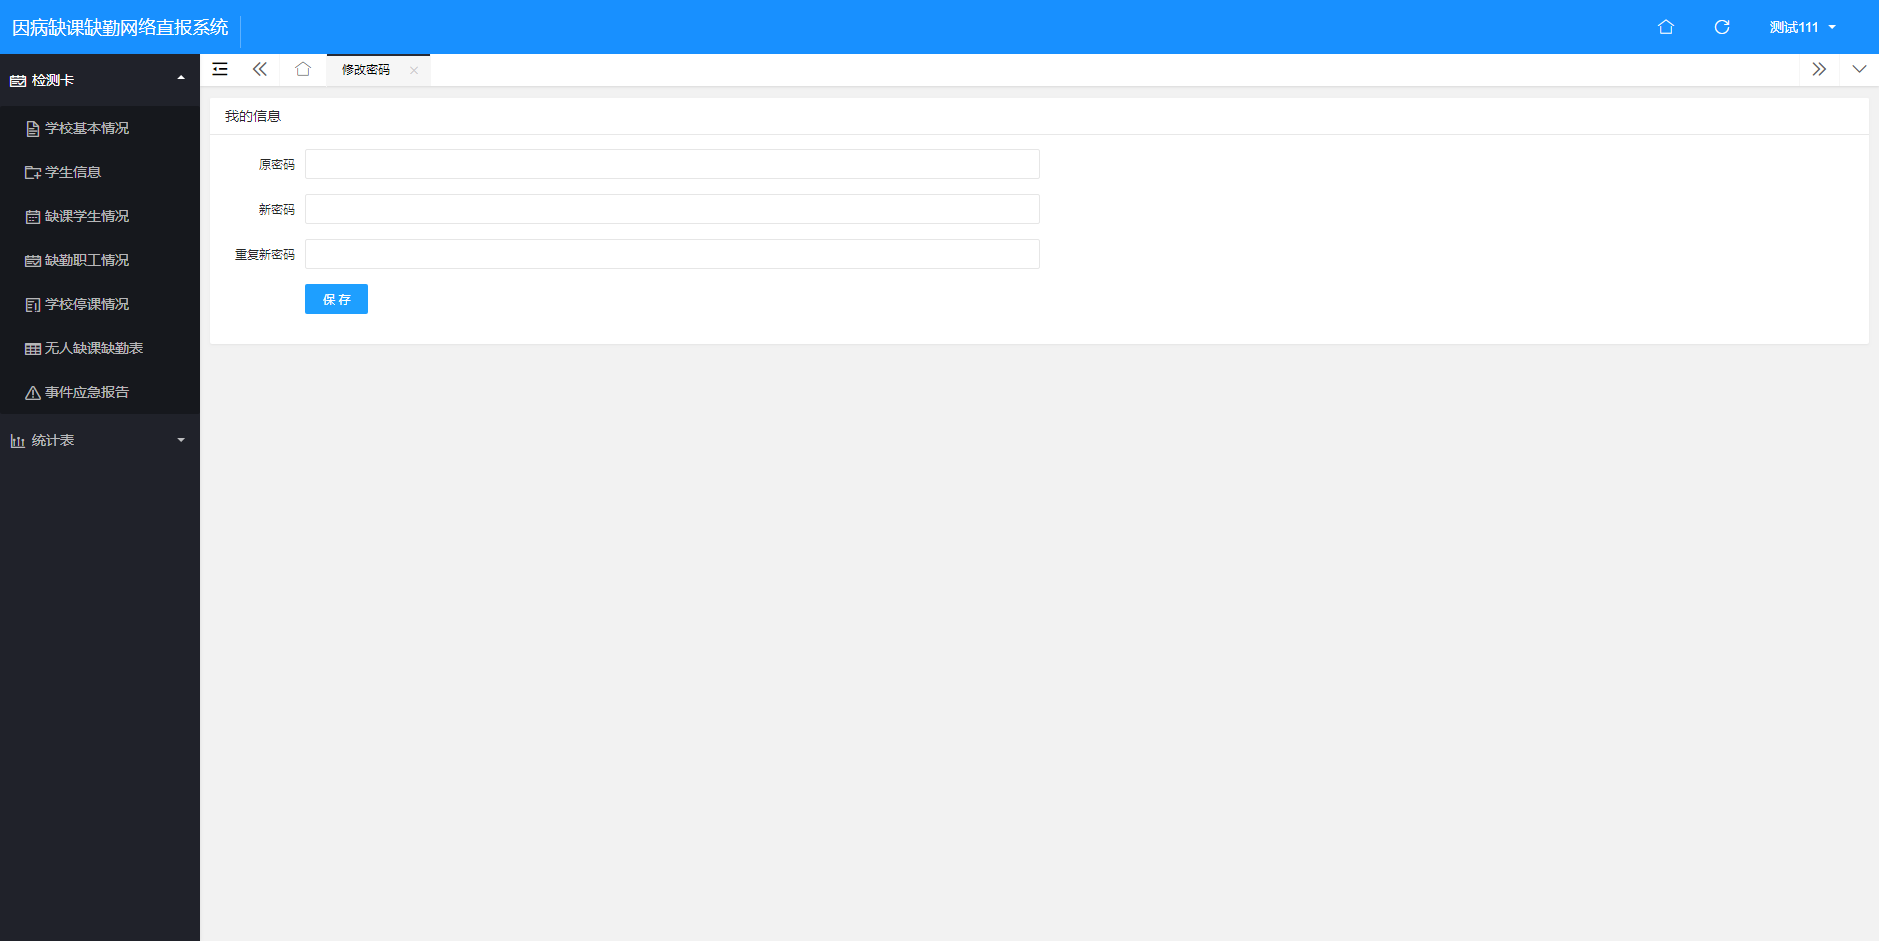 因病缺课缺勤网络直报系统
测试111
检测卡
学校基本情况
学生信息
缺课学生情况
缺勤职工情况
学校停课情况
无人缺课缺勤表
事件应急报告
统计表
修改密码
我的信息
原密码
新密码
重复新密码
保存